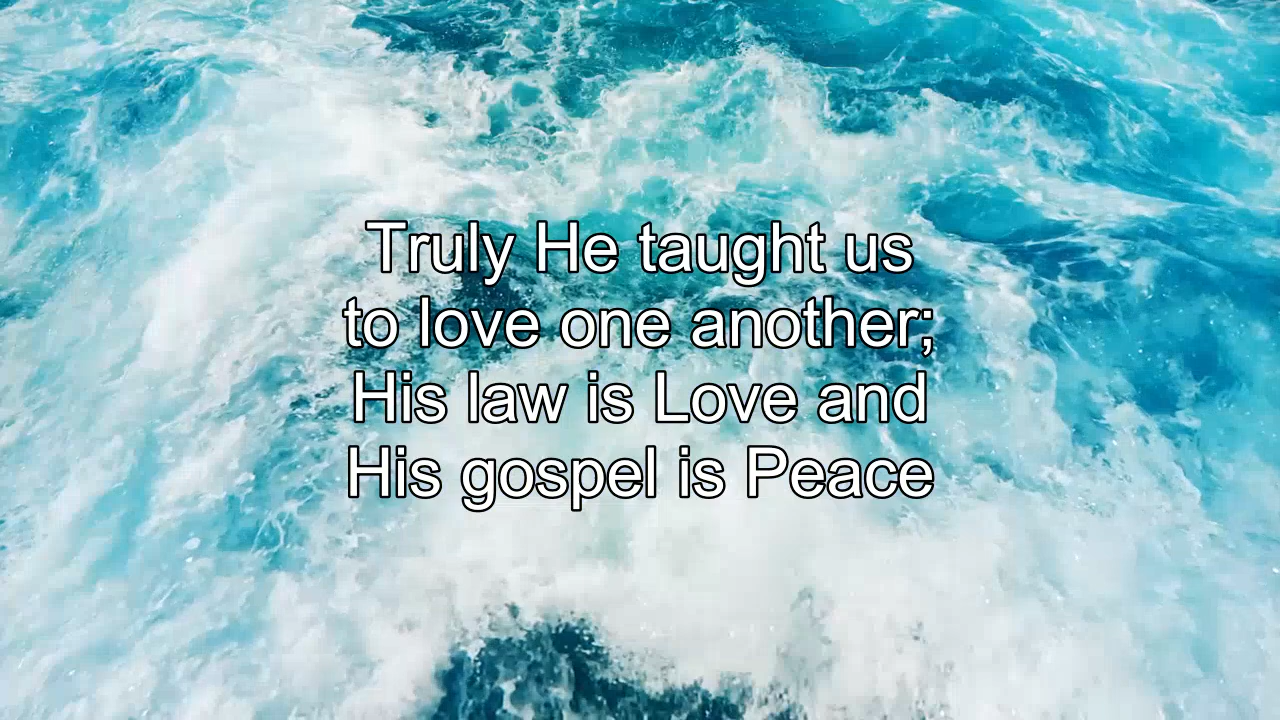 Truly He taught us
to love one another;
His law is Love and
His gospel is Peace